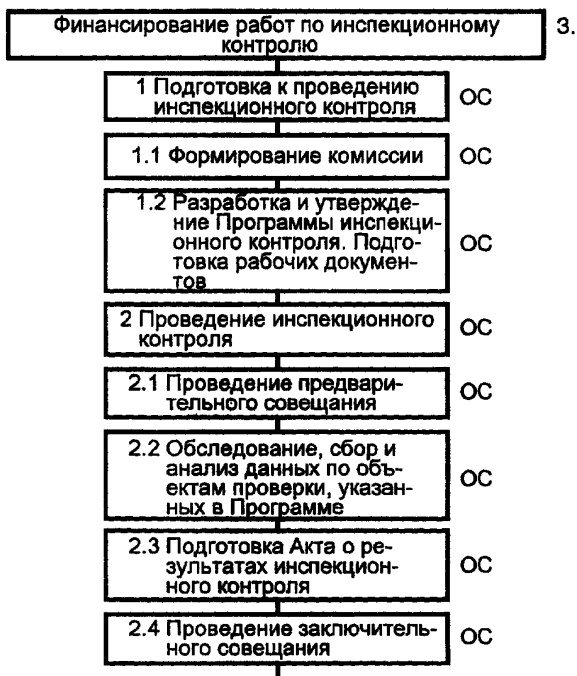 Финансирование работ по инспекционному 3.
контролю
1 Подготовка к проведению
инспекционного контроля ОС
1.1 Формирование комиссии ОС
1.2 Разработка и утвержде-
ние Программы инспекци-
онного контроля. Подго- ОС
товка рабочих докумен-
тов
2 Проведение инспекционного ОС
контроля
2.1 Проведение предвари-
тельного совещания ОС
2.2 Обследование, сбор и
анализ данных по объ-
ектам проверки, указан- ОС
ных в Программе
2.3 Подготовка Акта о ре-
зультатах инспекцион- ОС
ного контроля
2.4 Проведение заключитель- ОС
ного совещания